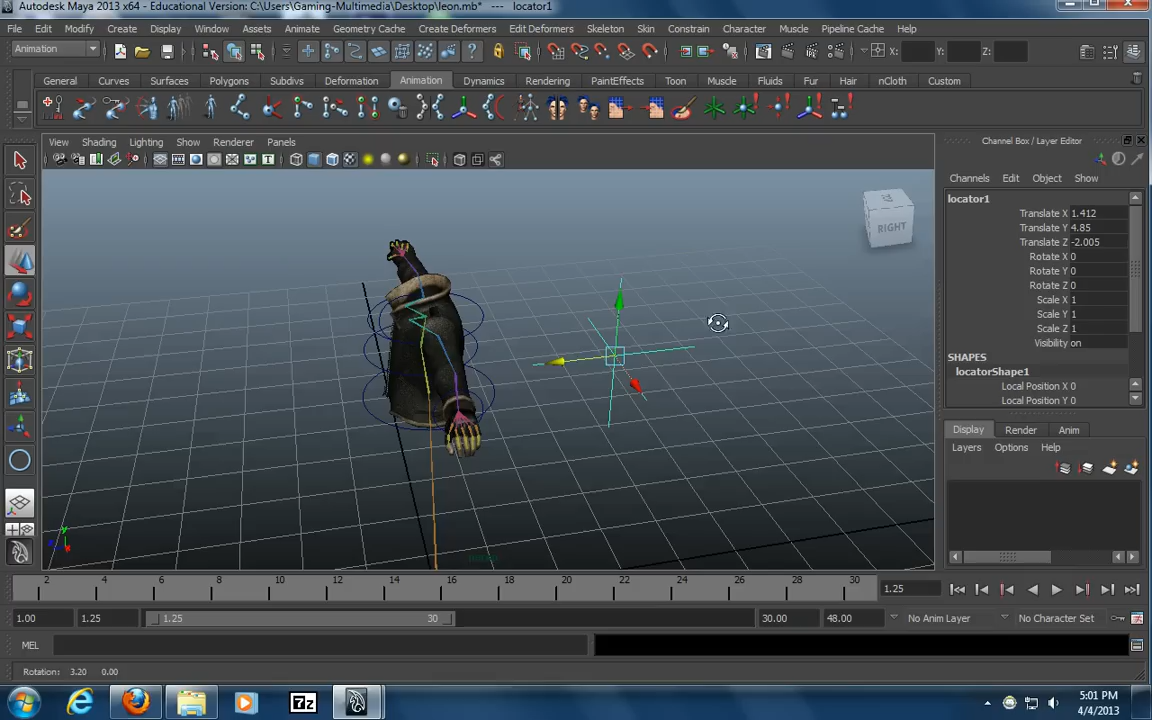 Autodesk Maya 2013 x64 - Educational Version: C:\Users\Gaming-Multimedia\Desktop\leon.mb* --- locator1
File Edit Modify Create Display Window Assets Animate Geometry Cache Create Deformers Edit Deformers Skeleton Skin Constrain Character Muscle Pipeline Cache Help
Animation X: Y: Z:
General Curves Surfaces Polygons Subdivs Deformation Animation Dynamics Rendering PaintEffects Toon Muscle Fluids Fur Hair nCloth Custom
View Shading Lighting Show Renderer Panels
Channel Box / Layer Editor
Channels Edit Object Show
locator1
Translate X 1.412
Translate Y 4.85
Translate Z -2.005
Rotate X 0
Rotate Y 0
Rotate Z 0
Scale X 1
Scale Y 1
Scale Z 1
Visibility on
SHAPES
locatorShape1
Local Position X 0
Local Position Y 0
RIGHT
Display Render Anim
Layers Options Help
y
2 4 6 8 10 12 14 16 18 20 22 24 26 28 30 1.25
1.00 1.25 1.25 30 30.00 48.00 No Anim Layer No Character Set
MEL
Rotation: 3.20 0.00
7z
5:01 PM
4/4/2013